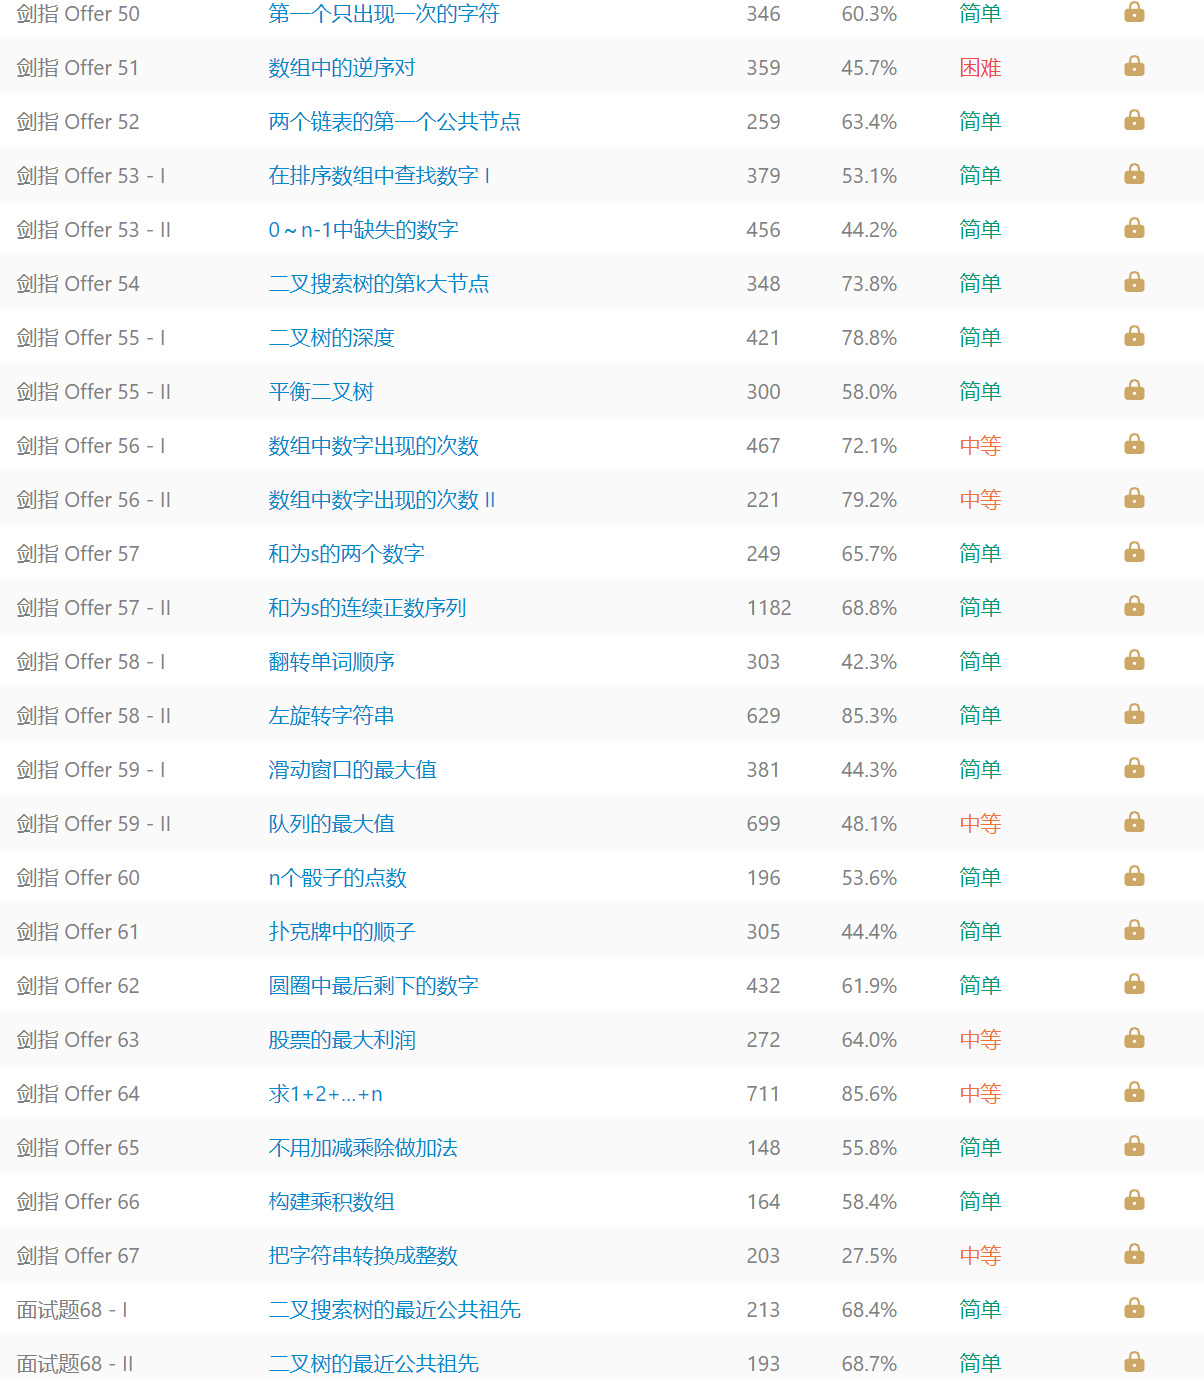 剑指 Offer 50 第一个只出现一次的字符 346 60.3% 简单
剑指 Offer 51 数组中的逆序对 359 45.7% 困难
剑指 Offer 52 两个链表的第一个公共节点 259 63.4% 简单
剑指 Offer 53 - I 在排序数组中查找数字 I 379 53.1% 简单
剑指 Offer 53 - II 0～n-1中缺失的数字 456 44.2% 简单
剑指 Offer 54 二叉搜索树的第k大节点 348 73.8% 简单
剑指 Offer 55 - I 二叉树的深度 421 78.8% 简单
剑指 Offer 55 - II 平衡二叉树 300 58.0% 简单
剑指 Offer 56 - I 数组中数字出现的次数 467 72.1% 中等
剑指 Offer 56 - II 数组中数字出现的次数 II 221 79.2% 中等
剑指 Offer 57 和为s的两个数字 249 65.7% 简单
剑指 Offer 57 - II 和为s的连续正数序列 1182 68.8% 简单
剑指 Offer 58 - I 翻转单词顺序 303 42.3% 简单
剑指 Offer 58 - II 左旋转字符串 629 85.3% 简单
剑指 Offer 59 - I 滑动窗口的最大值 381 44.3% 简单
剑指 Offer 59 - II 队列的最大值 699 48.1% 中等
剑指 Offer 60 n个骰子的点数 196 53.6% 简单
剑指 Offer 61 扑克牌中的顺子 305 44.4% 简单
剑指 Offer 62 圆圈中最后剩下的数字 432 61.9% 简单
剑指 Offer 63 股票的最大利润 272 64.0% 中等
剑指 Offer 64 求1+2+…+n 711 85.6% 中等
剑指 Offer 65 不用加减乘除做加法 148 55.8% 简单
剑指 Offer 66 构建乘积数组 164 58.4% 简单
剑指 Offer 67 把字符串转换成整数 203 27.5% 中等
面试题68 - I 二叉搜索树的最近公共祖先 213 68.4% 简单
面试题68 - II 二叉树的最近公共祖先 193 68.7% 简单